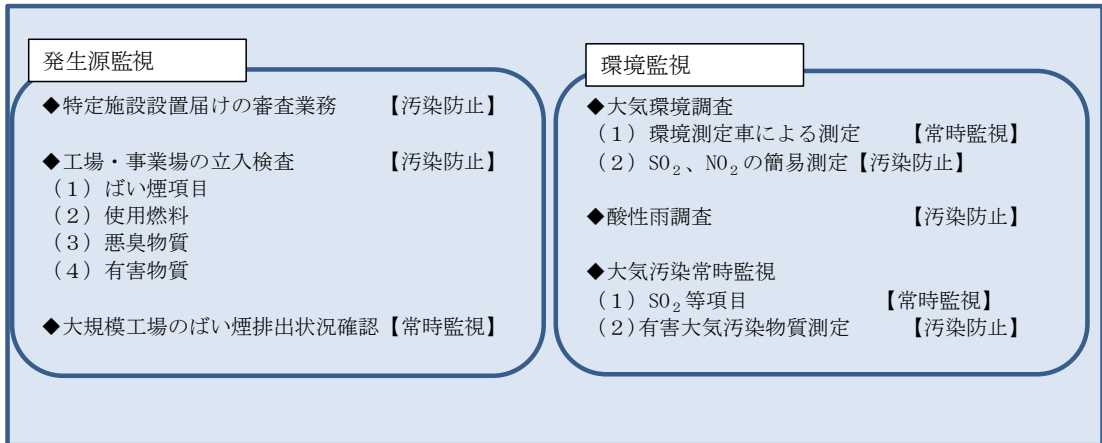 発生源監視
◆特定施設設置届けの審査業務　【汚染防止】
◆工場・事業場の立入検査　【汚染防止】
（１）ばい煙項目
（２）使用燃料
（３）悪臭物質
（４）有害物質
◆大規模工場のばい煙排出状況確認【常時監視】
環境監視
◆大気環境調査
（１）環境測定車による測定　【常時監視】
（２）SO₂、NO₂の簡易測定【汚染防止】
◆酸性雨調査　【汚染防止】
◆大気汚染常時監視
（１）SO₂等項目　【常時監視】
（２）有害大気汚染物質測定　【汚染防止】